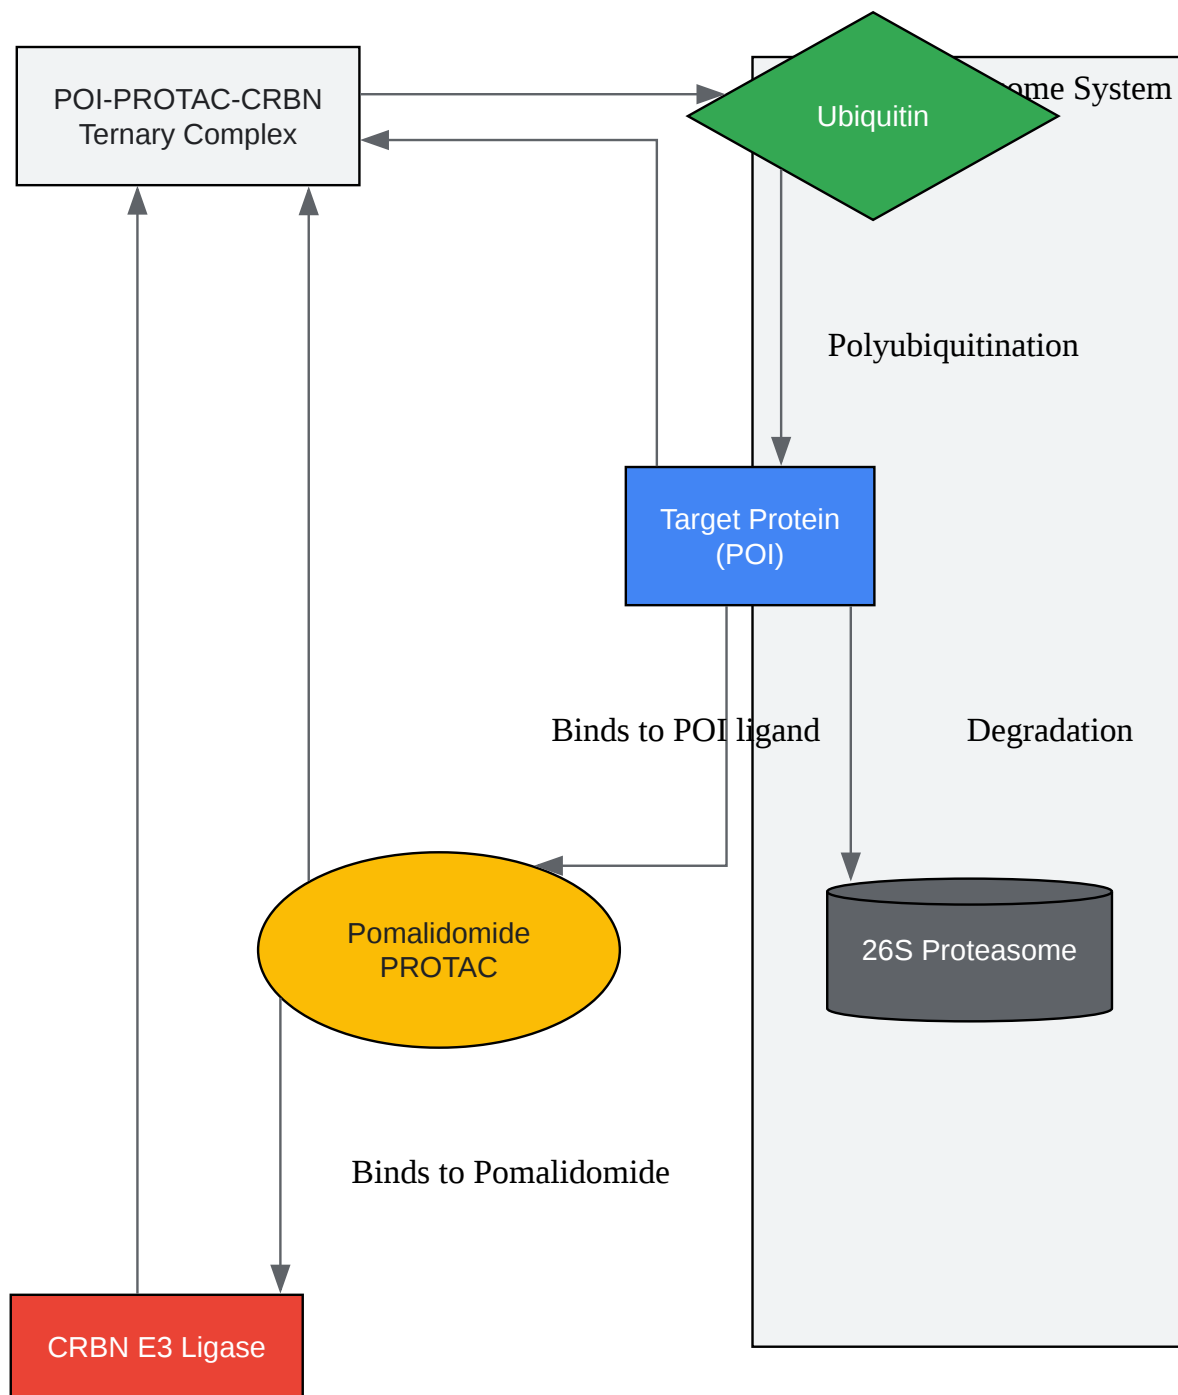 POI-PROTAC-CRBN
Ternary Complex
System
Ubiquitin
Polyubiquitination
Target Protein
(POI)
Binds to POI ligand
Degradation
Pomalidomide
PROTAC
26S Proteasome
Binds to Pomalidomide
CRBN E3 Ligase